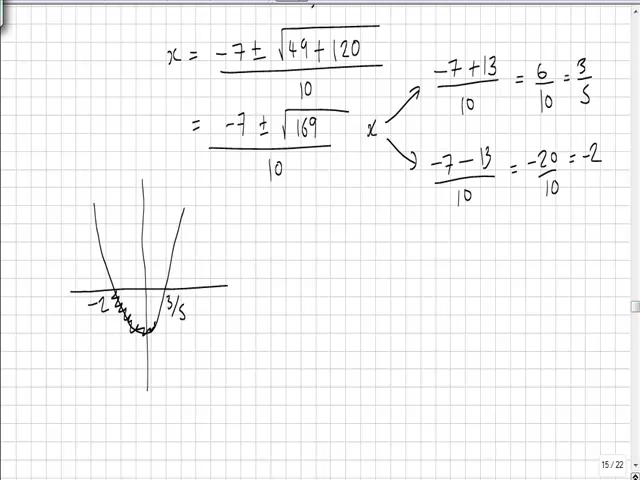 x = (-7 ± √(49 + 120)) / 10
= (-7 ± √169) / 10
x
(-7 + 13) / 10 = 6/10 = 3/5
(-7 - 13) / 10 = -20/10 = -2
-2
3/5
15 / 22